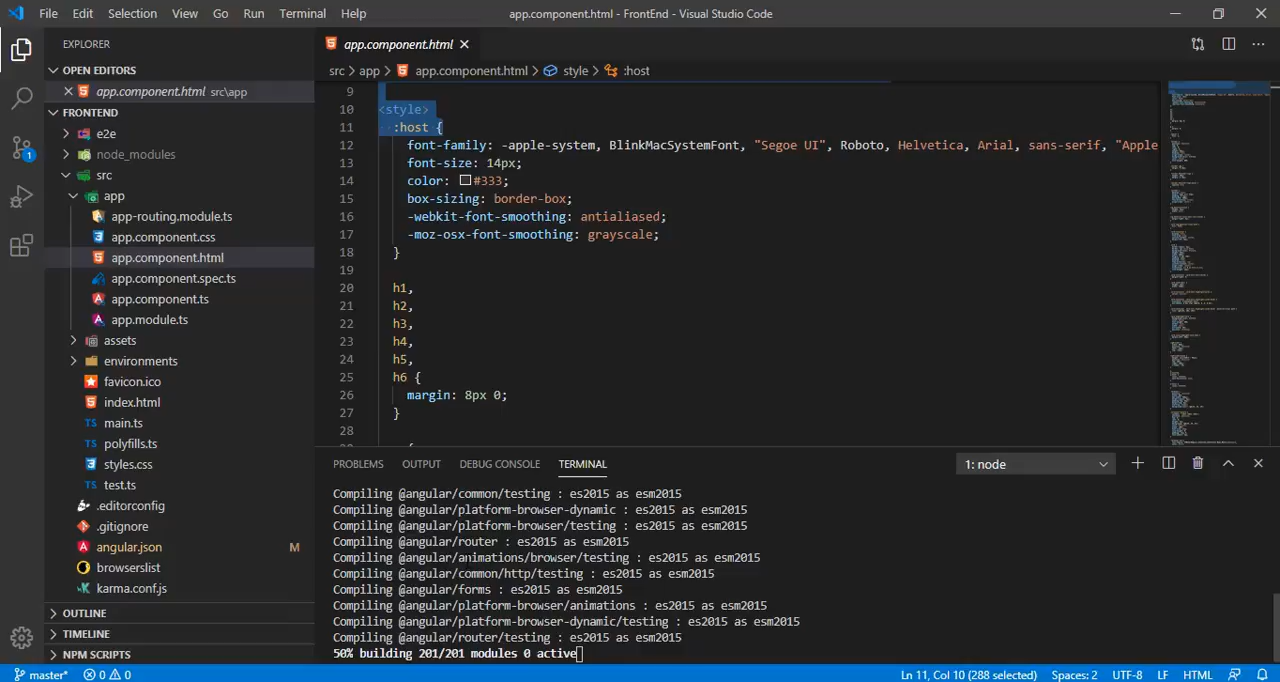 File Edit Selection View Go Run Terminal Help
app.component.html - FrontEnd - Visual Studio Code
EXPLORER
OPEN EDITORS
app.component.html src\app
FRONTEND
e2e
node_modules
src
app
app-routing.module.ts
app.component.css
app.component.html
app.component.spec.ts
app.component.ts
app.module.ts
assets
environments
favicon.ico
index.html
TS main.ts
TS polyfills.ts
styles.css
TS test.ts
.editorconfig
.gitignore
angular.json M
browserslist
karma.conf.js
OUTLINE
TIMELINE
NPM SCRIPTS
1
app.component.html
src > app > app.component.html > style > :host
9
10 <style>
11 :host {
12 font-family: -apple-system, BlinkMacSystemFont, "Segoe UI", Roboto, Helvetica, Arial, sans-serif, "Apple
13 font-size: 14px;
14 color: #333;
15 box-sizing: border-box;
16 -webkit-font-smoothing: antialiased;
17 -moz-osx-font-smoothing: grayscale;
18 }
19
20 h1,
21 h2,
22 h3,
23 h4,
24 h5,
25 h6 {
26 margin: 8px 0;
27 }
28
PROBLEMS OUTPUT DEBUG CONSOLE TERMINAL 1: node
Compiling @angular/common/testing : es2015 as esm2015
Compiling @angular/platform-browser-dynamic : es2015 as esm2015
Compiling @angular/platform-browser/testing : es2015 as esm2015
Compiling @angular/router : es2015 as esm2015
Compiling @angular/animations/browser/testing : es2015 as esm2015
Compiling @angular/common/http/testing : es2015 as esm2015
Compiling @angular/forms : es2015 as esm2015
Compiling @angular/platform-browser/animations : es2015 as esm2015
Compiling @angular/platform-browser-dynamic/testing : es2015 as esm2015
Compiling @angular/router/testing : es2015 as esm2015
50% building 201/201 modules 0 active
master* 0 0 Ln 11, Col 10 (288 selected) Spaces: 2 UTF-8 LF HTML